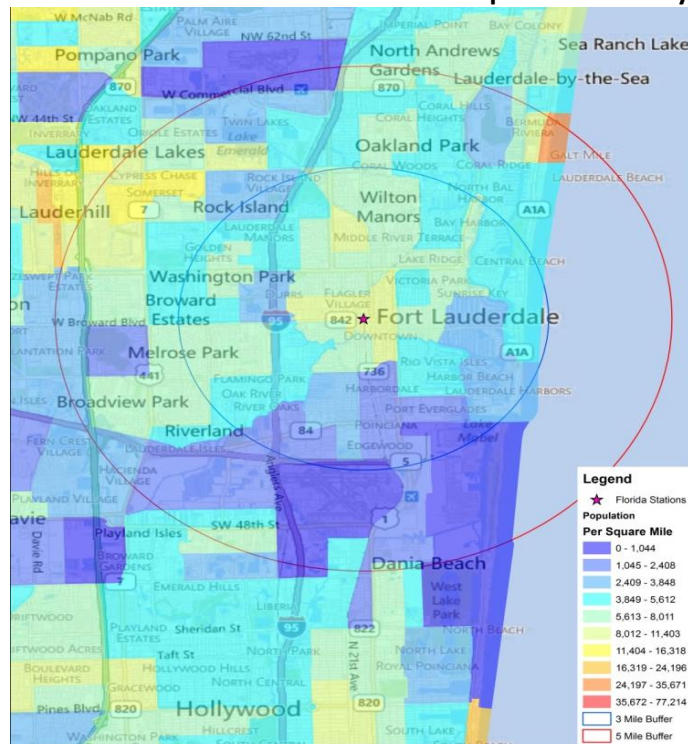 W McNab Rd
PALM AIRE
VILLAGE
NW 62nd St
IMPERIAL POINT
BAY COLONY
Pompano Park
North Andrews
Gardens
Sea Ranch Lake
870
W Commercial Blvd
870
Lauderdale-by-the-Sea
NW 44th St
OAKLAND
ESTATES
TWIN LAKES
Lake
Emerald
CORAL HILLS
CORAL HEIGHTS
BERMUDA
RIVIERA
INVERRARY
ORIOLE ESTATES
Lauderdale Lakes
Oakland Park
GALT MILE
HILLS OF
INVERRARY
CYPRESS CHASE
SOMERSET
ROCK ISLAND
VILLAGE
CORAL WOODS
CORAL RIDGE
LAUDERDALE BEACH
Lauderhill
7
Rock Island
Wilton
Manors
NORTH BAL
HARBOR
LAUDERDALE
MANORS
BAY HARBOR
A1A
GOLDEN
HEIGHTS
MIDDLE RIVER TERRACE
LAKE RIDGE
CENTRAL BEACH
ESTATES
Washington Park
VICTORIA PARK
Broward
Estates
DURRS
FLAGLER
VILLAGE
SUNRISE KEY
on
W Broward Blvd
95
842
Fort Lauderdale
PLANTATION PARK
Melrose Park
DOWNTOWN
A1A
441
RIO VISTA ISLES
FLAMINGO PARK
736
HARBOR BEACH
Broadview Park
OAK RIVER
RIVER OAKS
HARBORDALE
LAUDERDALE HARBORS
PORT EVERGLADES
Riverland
84
POINCIANA
Lake
Mabel
FERN CREST
VILLAGE
LAUDERDALE ISLES
EDGEWOOD
5
HACIENDA
VILLAGE
Anglers Ave
PLAYLAND VILLAGE
avie
SW 48th St
1
Davie Rd
Playland Isles
BROWARD
GARDENS
7
Dania Beach
EMERALD HILLS
WEST
LAKE
PARK
LIBERIA
DRIFTWOOD
PLAYLAND
ESTATES
Sheridan St
95
822
NORTH BEACH
DRIFTWOOD ACRES
Taft St
NORTH PARK
N 21st Ave
NORTH LAKE
ROYAL POINCIANA
BOULEVARD
HEIGHTS
HOLLYWOOD HILLS
GRACEWOOD
NORTH CENTRAL
Pines Blvd
820
Hollywood
820
WASHINGTON PARK
HILLCREST
SOUTH LAKE
Legend
Florida Stations
Population
Per Square Mile
0 - 1,044
1,045 - 2,408
2,409 - 3,848
3,849 - 5,612
5,613 - 8,011
8,012 - 11,403
11,404 - 16,318
16,319 - 24,196
24,197 - 35,671
35,672 - 77,214
3 Mile Buffer
5 Mile Buffer